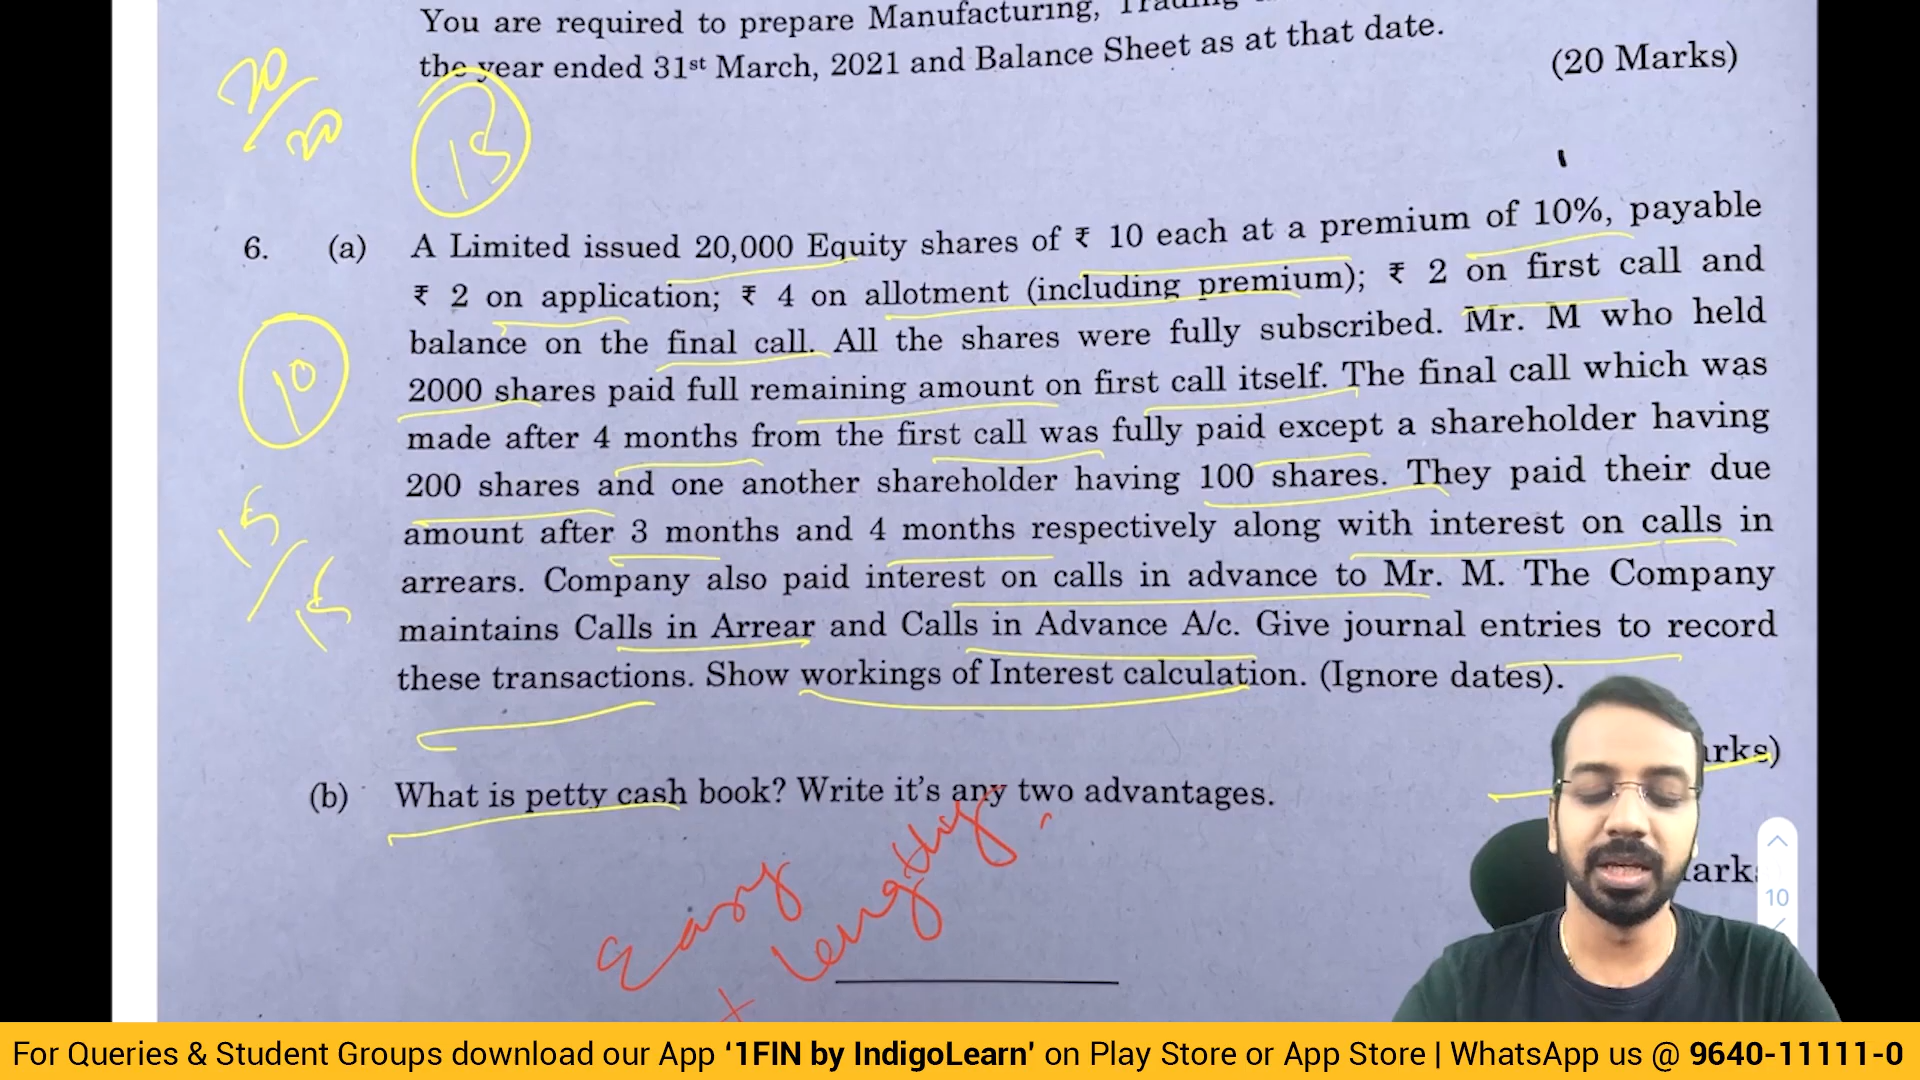 You are required to prepare Manufacturing, Trading
the year ended 31st March, 2021 and Balance Sheet as at that date.
(20 Marks)
20/20
15
6. (a) A Limited issued 20,000 Equity shares of ₹ 10 each at a premium of 10%, payable
₹ 2 on application; ₹ 4 on allotment (including premium); ₹ 2 on first call and
balance on the final call. All the shares were fully subscribed. Mr. M who held
2000 shares paid full remaining amount on first call itself. The final call which was
made after 4 months from the first call was fully paid except a shareholder having
200 shares and one another shareholder having 100 shares. They paid their due
amount after 3 months and 4 months respectively along with interest on calls in
arrears. Company also paid interest on calls in advance to Mr. M. The Company
maintains Calls in Arrear and Calls in Advance A/c. Give journal entries to record
these transactions. Show workings of Interest calculation. (Ignore dates).
10
15/15
arks)
(b) What is petty cash book? Write it's any two advantages.
ark
10
Easy
+ Lengthy
For Queries & Student Groups download our App '1FIN by IndigoLearn' on Play Store or App Store | WhatsApp us @ 9640-11111-0